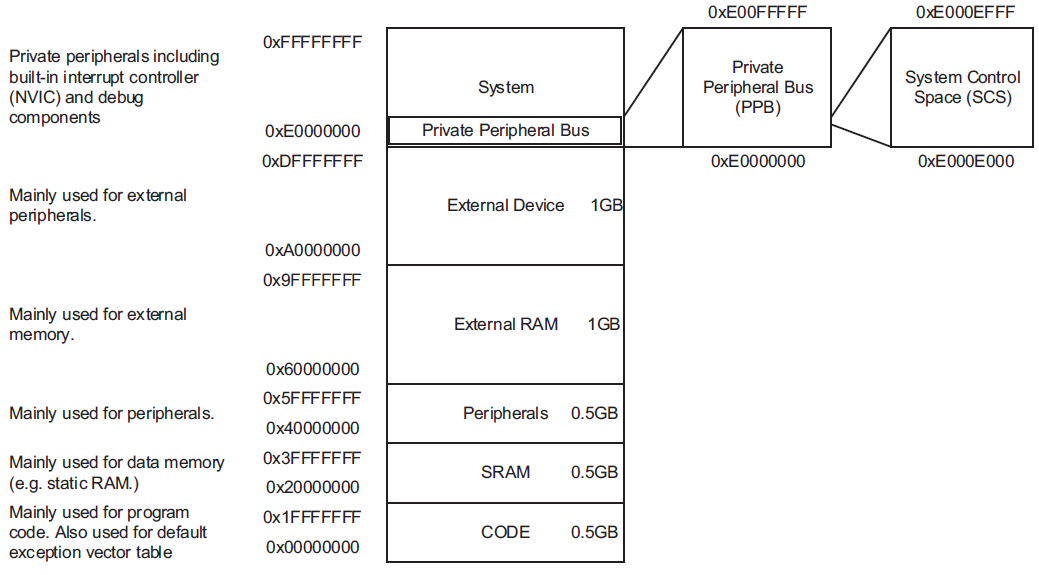 0xE00FFFFF
0xE000EFFF
0xFFFFFFFF
Private peripherals including
built-in interrupt controller
(NVIC) and debug
components
System
Private
Peripheral Bus
(PPB)
System Control
Space (SCS)
0xE0000000
Private Peripheral Bus
0xDFFFFFFF
0xE0000000
0xE000E000
Mainly used for external
peripherals.
External Device 1GB
0xA0000000
0x9FFFFFFF
Mainly used for external
memory.
External RAM 1GB
0x60000000
0x5FFFFFFF
Mainly used for peripherals.
Peripherals 0.5GB
0x40000000
0x3FFFFFFF
Mainly used for data memory
(e.g. static RAM.)
SRAM 0.5GB
0x20000000
0x1FFFFFFF
Mainly used for program
code. Also used for default
exception vector table
CODE 0.5GB
0x00000000